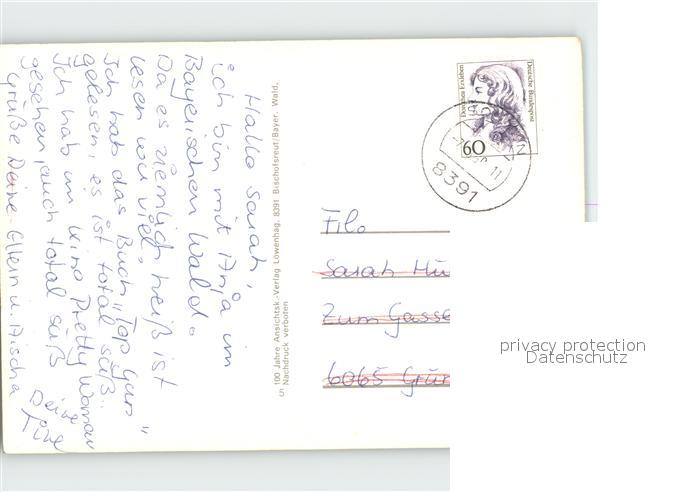 Hallo Sarah,
ich bin mit Anja im
Bayerischen Wald.
Da es ziemlich heiß ist
lesen wir viel.
Ich hab das Buch „Top Gun"
gelesen, es ist total süß.
Ich hab im Kino Pretty Woman
gesehen, auch total süß
Grüße Deine Eltern u. Mischa
Deine
Tine
100 Jahre Ansichtsk.-Verlag Löwenhag, 8391 Bischofsreut/Bayer. Wald.
Nachdruck verboten
Dorothea Erxleben
Deutsche Bundespost
60
8391
Frl.
Sarah
Zum
6065
privacy protection
Datenschutz